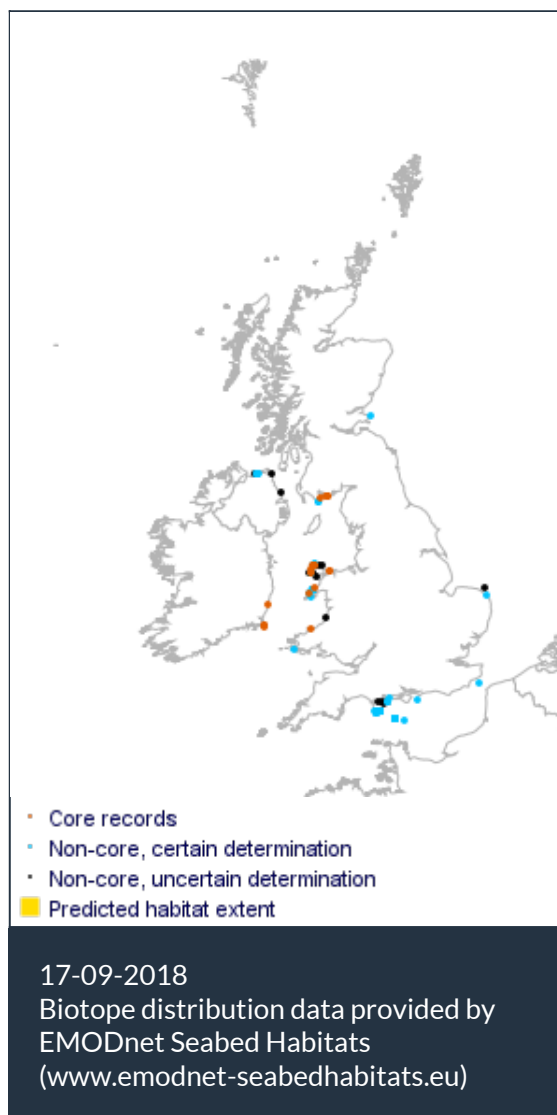 Core records
Non-core, certain determination
Non-core, uncertain determination
Predicted habitat extent
17-09-2018
Biotope distribution data provided by
EMODnet Seabed Habitats
(www.emodnet-seabedhabitats.eu)